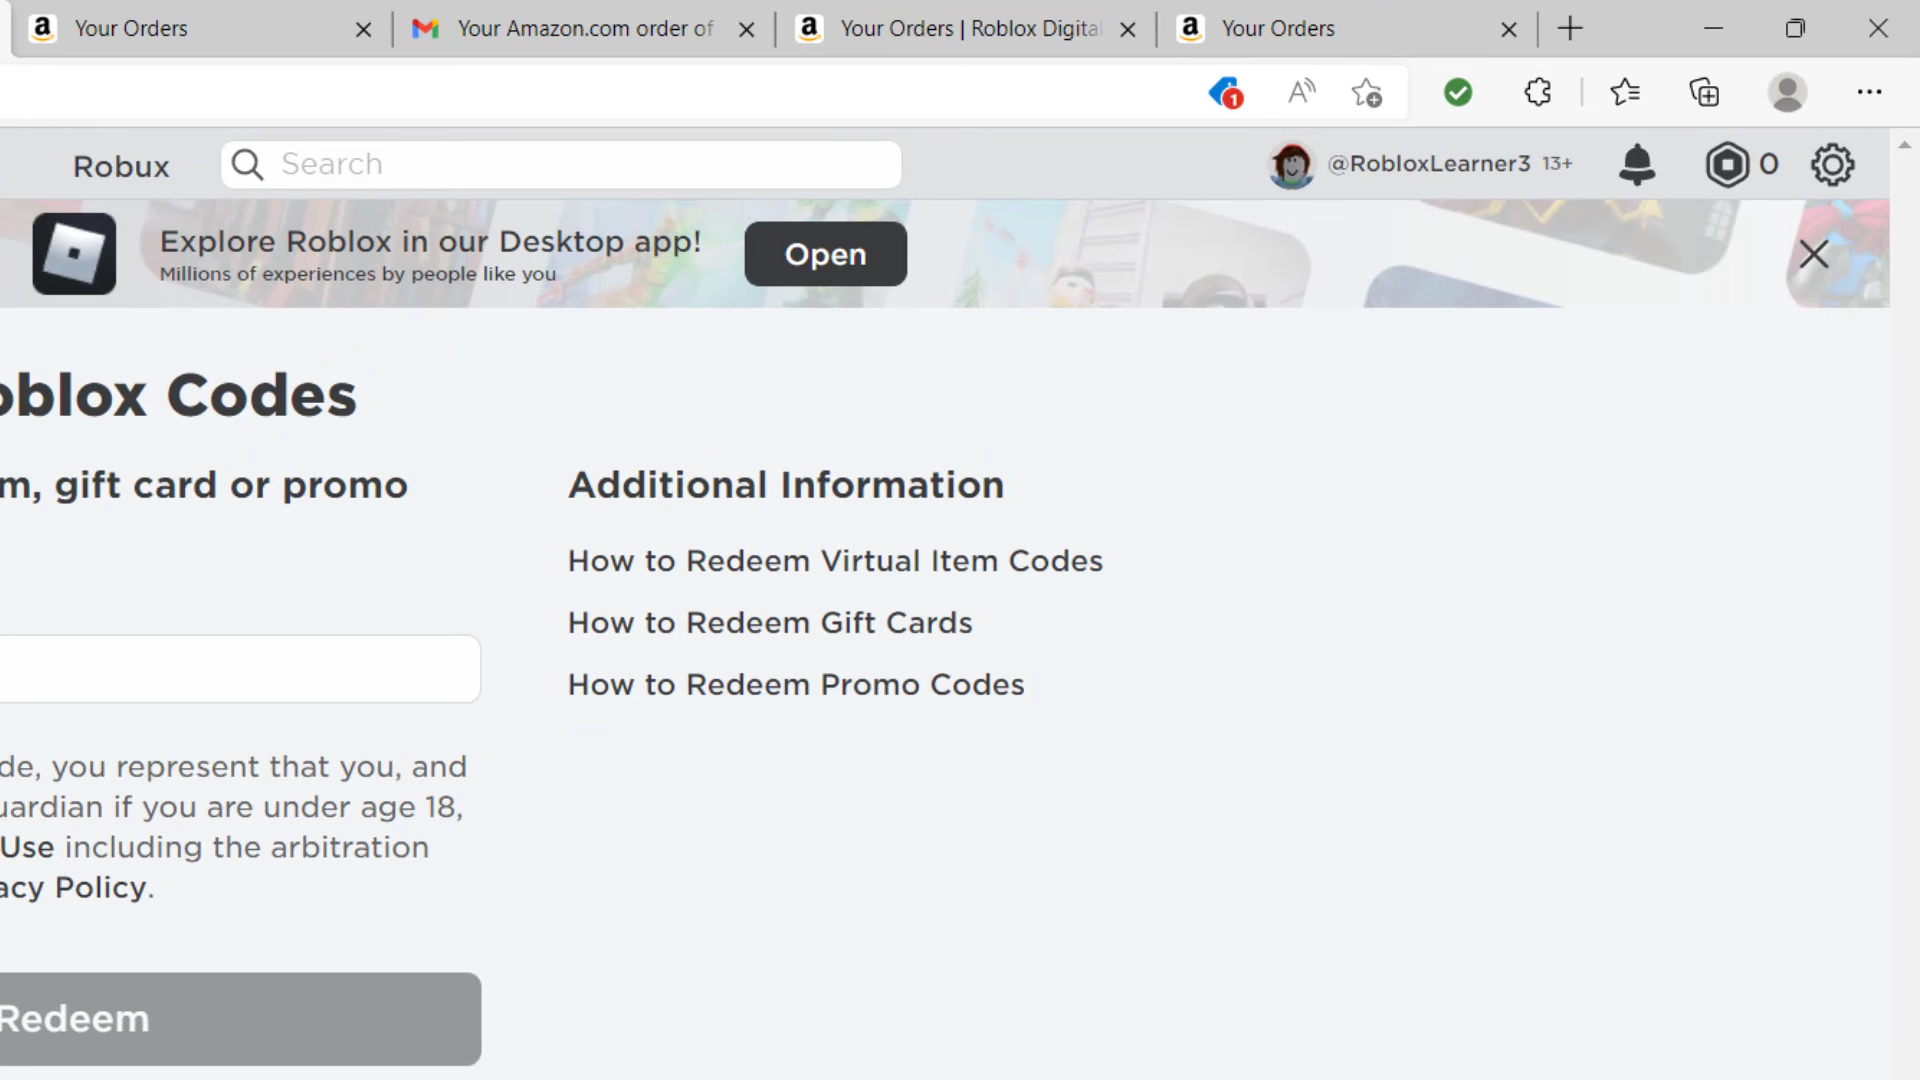 Your Orders
Your Amazon.com order of
Your Orders | Roblox Digital
Your Orders
1
Robux
Search
@RobloxLearner3 13+
0
Explore Roblox in our Desktop app!
Millions of experiences by people like you
Open
oblox Codes
m, gift card or promo
Additional Information
How to Redeem Virtual Item Codes
How to Redeem Gift Cards
How to Redeem Promo Codes
de, you represent that you, and
uardian if you are under age 18,
Use including the arbitration
acy Policy.
Redeem